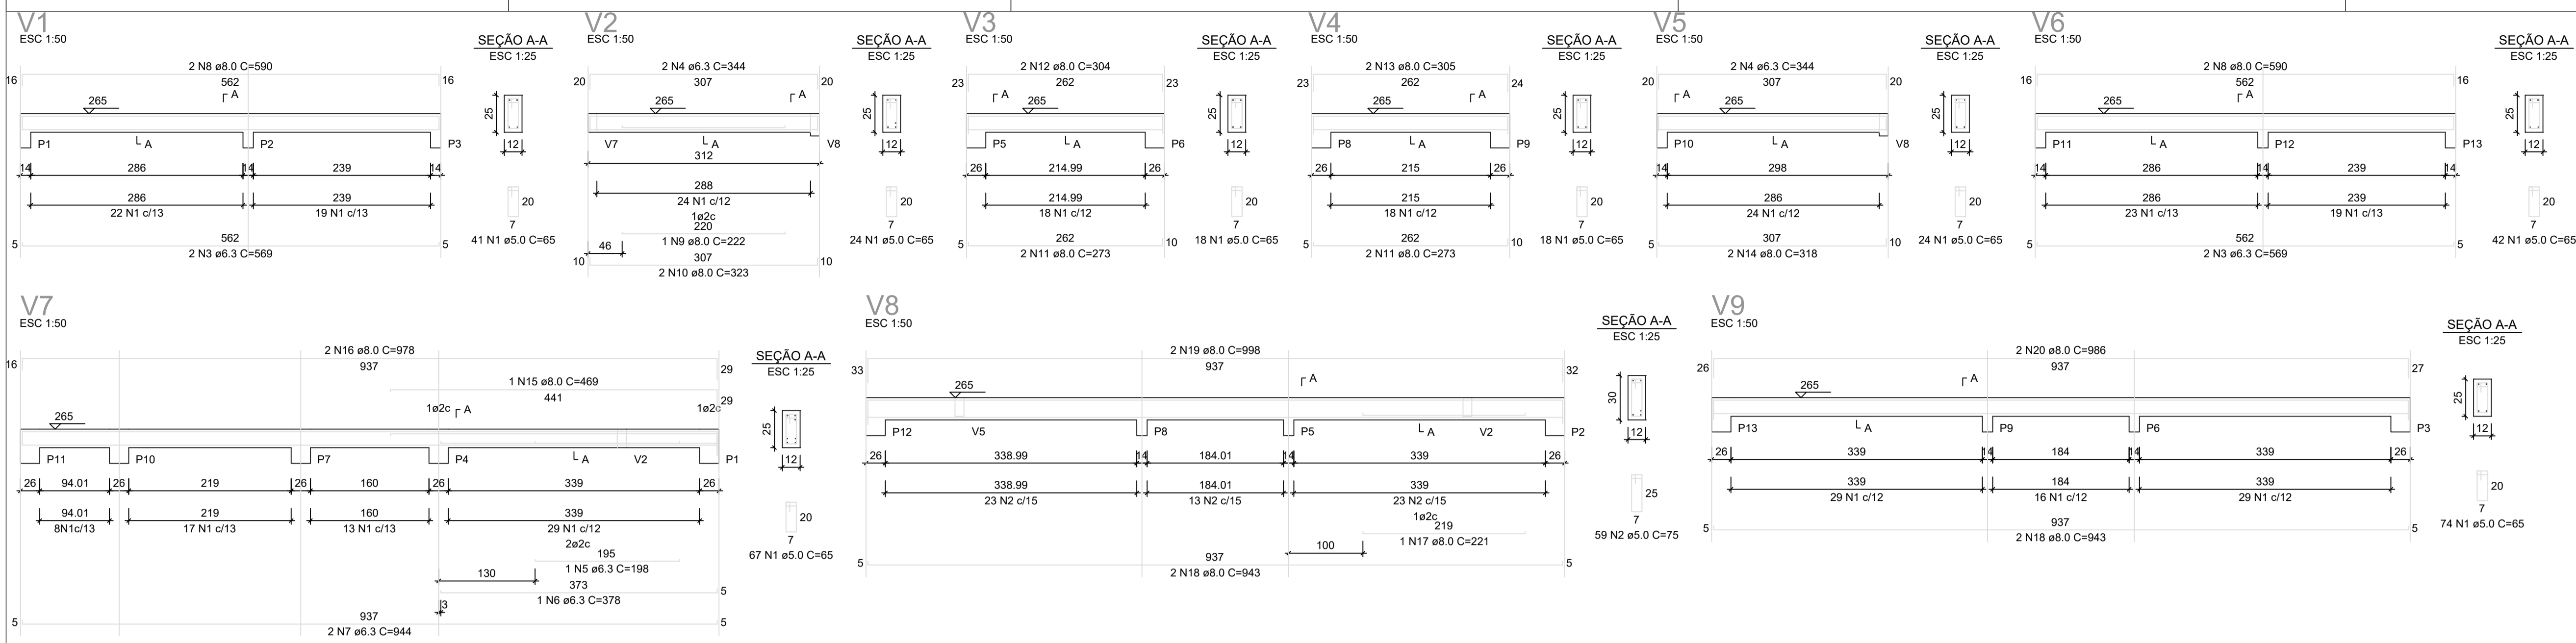 V1
ESC 1:50
2 N8 ø8.0 C=590
16 562 16
265
A
P1 A P2 P3
14 286 14 239 14
286 239
22 N1 c/13 19 N1 c/13
5 562 5
2 N3 ø6.3 C=569
SEÇÃO A-A
ESC 1:25
25
12
20
7
41 N1 ø5.0 C=65
V2
ESC 1:50
2 N4 ø6.3 C=344
20 307 20
265
A
V7 A V8
312
288
24 N1 c/12
1ø2c
220
46 1 N9 ø8.0 C=222
10 307 10
2 N10 ø8.0 C=323
SEÇÃO A-A
ESC 1:25
25
12
20
7
24 N1 ø5.0 C=65
V3
ESC 1:50
2 N12 ø8.0 C=304
23 262 23
A 265
P5 A P6
26 214.99 26
214.99
18 N1 c/12
5 262 10
2 N11 ø8.0 C=273
SEÇÃO A-A
ESC 1:25
25
12
20
7
18 N1 ø5.0 C=65
V4
ESC 1:50
2 N13 ø8.0 C=305
23 262 24
265 A
P8 A P9
26 215 26
215
18 N1 c/12
5 262 10
2 N11 ø8.0 C=273
SEÇÃO A-A
ESC 1:25
25
12
20
7
18 N1 ø5.0 C=65
V5
ESC 1:50
2 N4 ø6.3 C=344
20 307 20
A 265
P10 A V8
14 298
286
24 N1 c/12
5 307 10
2 N14 ø8.0 C=318
SEÇÃO A-A
ESC 1:25
25
12
20
7
24 N1 ø5.0 C=65
V6
ESC 1:50
2 N8 ø8.0 C=590
16 562 16
265 A
P11 A P12 P13
14 286 14 239 14
286 239
23 N1 c/13 19 N1 c/13
5 562 5
2 N3 ø6.3 C=569
SEÇÃO A-A
ESC 1:25
25
12
20
7
42 N1 ø5.0 C=65
V7
ESC 1:50
2 N16 ø8.0 C=978
16 937 29
1 N15 ø8.0 C=469
441 29
1ø2c A 1ø2c
265
P11 P10 P7 P4 A V2 P1
26 94.01 26 219 26 160 26 339 26
94.01 219 160 339
8N1c/13 17 N1 c/13 13 N1 c/13 29 N1 c/12
2ø2c
195
1 N5 ø6.3 C=198
130
373 5
1 N6 ø6.3 C=378
3
5 937 5
2 N7 ø6.3 C=944
SEÇÃO A-A
ESC 1:25
25
12
20
7
67 N1 ø5.0 C=65
V8
ESC 1:50
2 N19 ø8.0 C=998
33 937 32
265 A
P12 V5 P8 P5 A V2 P2
26 338.99 14 184.01 14 339 26
338.99 184.01 339
23 N2 c/15 13 N2 c/15 23 N2 c/15
1ø2c
219
1 N17 ø8.0 C=221
100
5 937 5
2 N18 ø8.0 C=943
SEÇÃO A-A
ESC 1:25
30
12
25
7
59 N2 ø5.0 C=75
V9
ESC 1:50
2 N20 ø8.0 C=986
26 937 27
265 A
P13 A P9 P6 P3
26 339 14 184 14 339 26
339 184 339
29 N1 c/12 16 N1 c/12 29 N1 c/12
5 937 5
2 N18 ø8.0 C=943
SEÇÃO A-A
ESC 1:25
25
12
20
7
74 N1 ø5.0 C=65